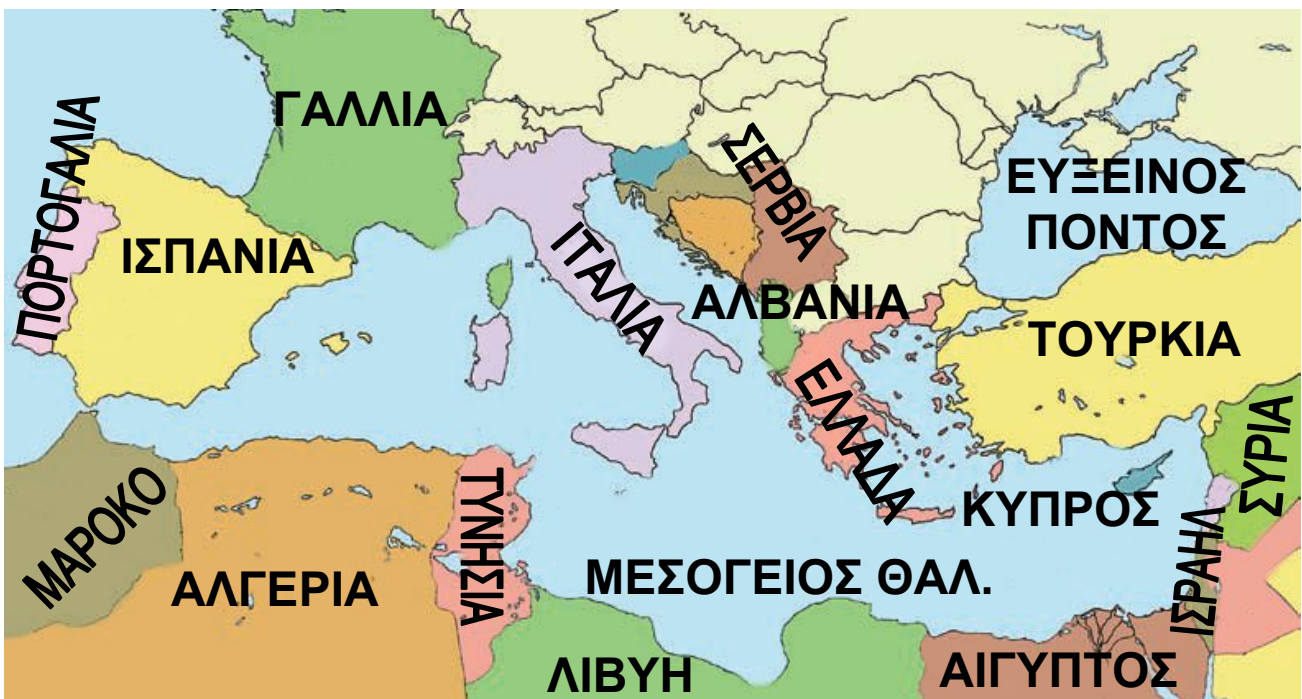 ΓΑΛΛΙΑ
ΠΟΡΤΟΓΑΛΙΑ
ΙΣΠΑΝΙΑ
ΙΤΑΛΙΑ
ΣΕΡΒΙΑ
ΕΥΞΕΙΝΟΣ
ΠΟΝΤΟΣ
ΑΛΒΑΝΙΑ
ΤΟΥΡΚΙΑ
ΕΛΛΑΔΑ
ΣΥΡΙΑ
ΜΑΡΟΚΟ
ΑΛΓΕΡΙΑ
ΤΥΝΗΣΙΑ
ΚΥΠΡΟΣ
ΜΕΣΟΓΕΙΟΣ ΘΑΛ.
ΙΣΡΑΗΛ
ΛΙΒΥΗ
ΑΙΓΥΠΤΟΣ